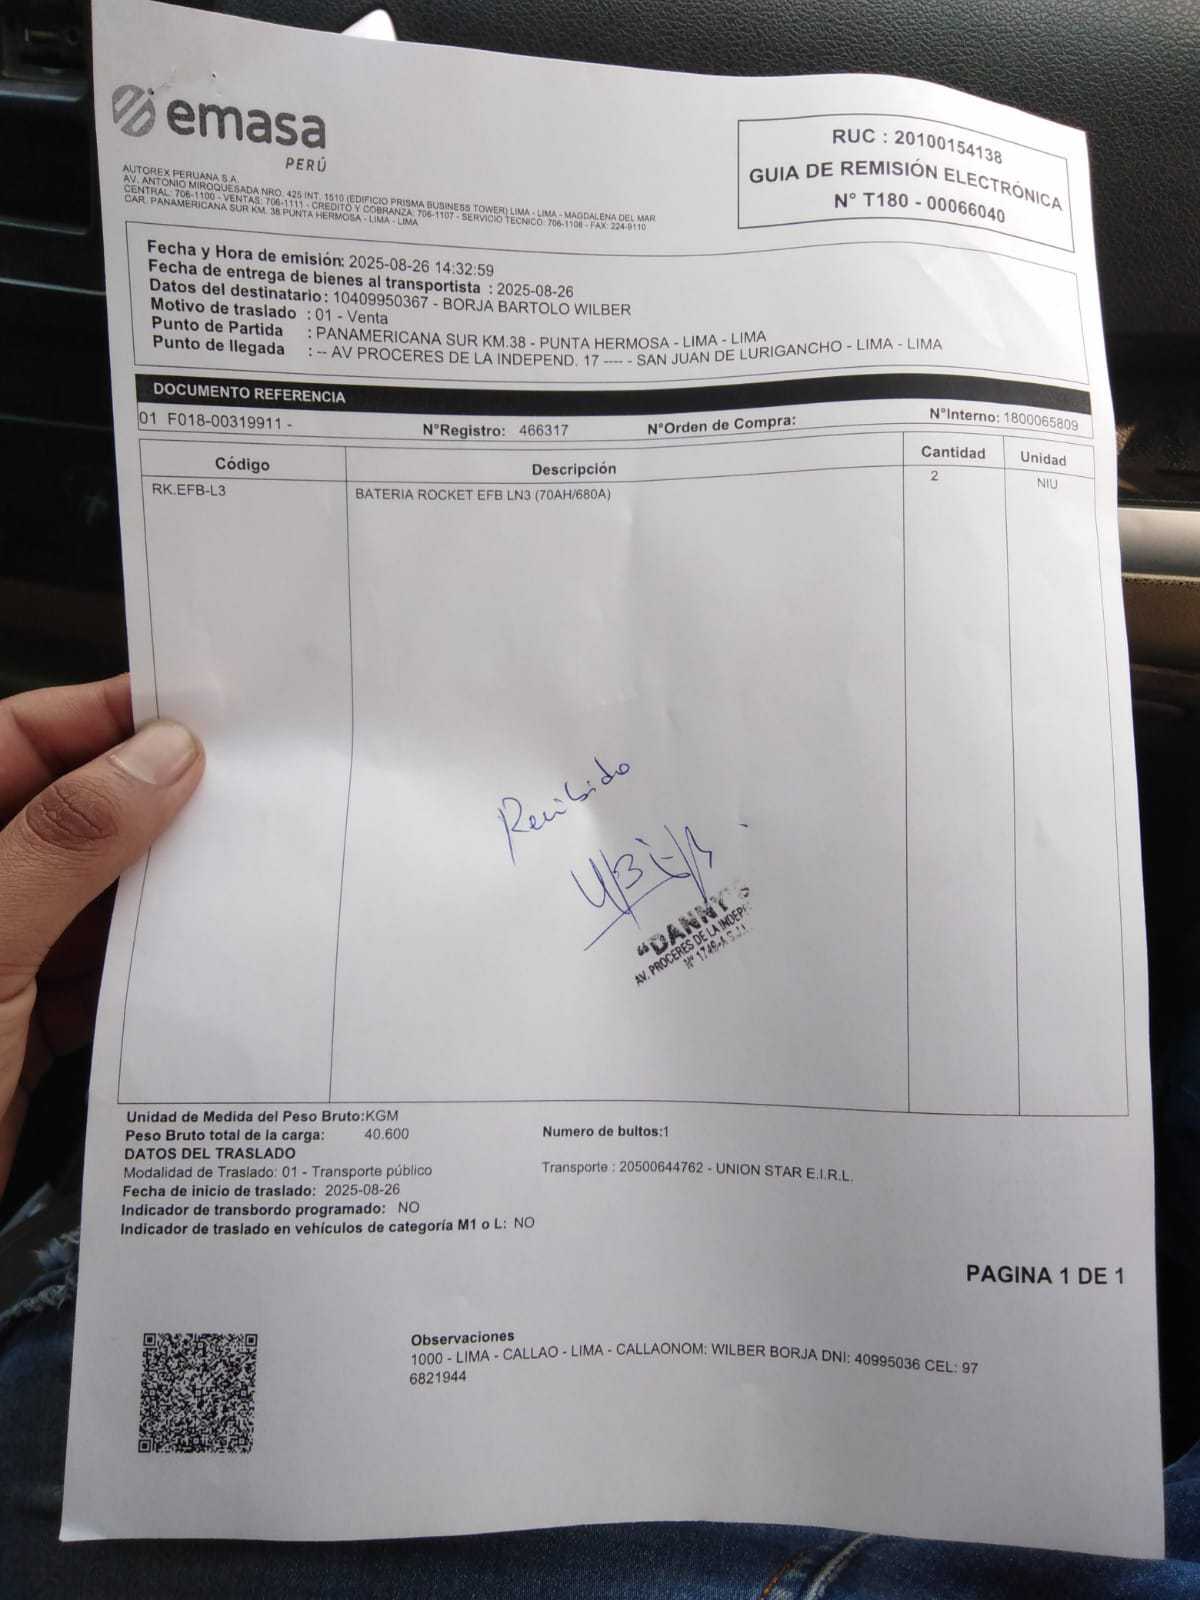 emasa
PERÚ
AUTOREX PERUANA S.A.
AV. ANTONIO MIROQUESADA NRO. 425 INT. 1510 (EDIFICIO PRISMA BUSINESS TOWER) LIMA - LIMA - MAGDALENA DEL MAR
CENTRAL: 706-1100 - VENTAS: 706-1111 - CREDITO Y COBRANZA: 706-1107 - SERVICIO TECNICO: 706-1106 - FAX: 224-9110
CAR. PANAMERICANA SUR KM. 38 PUNTA HERMOSA - LIMA - LIMA
RUC : 20100154138
GUIA DE REMISIÓN ELECTRÓNICA
N° T180 - 00066040
Fecha y Hora de emisión: 2025-08-26 14:32:59
Fecha de entrega de bienes al transportista : 2025-08-26
Datos del destinatario: 10409950367 - BORJA BARTOLO WILBER
Motivo de traslado : 01 - Venta
Punto de Partida : PANAMERICANA SUR KM.38 - PUNTA HERMOSA - LIMA - LIMA
Punto de llegada : -- AV PROCERES DE LA INDEPEND. 17 ---- - SAN JUAN DE LURIGANCHO - LIMA - LIMA
DOCUMENTO REFERENCIA
01 F018-00319911 - N°Registro: 466317 N°Orden de Compra: N°Interno: 1800065809
Código Descripción Cantidad Unidad
RK.EFB-L3 BATERIA ROCKET EFB LN3 (70AH/680A) 2 NIU
Recibido
"DANNY'S
AV. PROCERES DE LA INDEP
N° 1749-A S.J.
Unidad de Medida del Peso Bruto:KGM
Peso Bruto total de la carga: 40.600 Numero de bultos:1
DATOS DEL TRASLADO
Modalidad de Traslado: 01 - Transporte público Transporte : 20500644762 - UNION STAR E.I.R.L.
Fecha de inicio de traslado: 2025-08-26
Indicador de transbordo programado: NO
Indicador de traslado en vehículos de categoría M1 o L: NO
PAGINA 1 DE 1
Observaciones
1000 - LIMA - CALLAO - LIMA - CALLAONOM: WILBER BORJA DNI: 40995036 CEL: 97
6821944